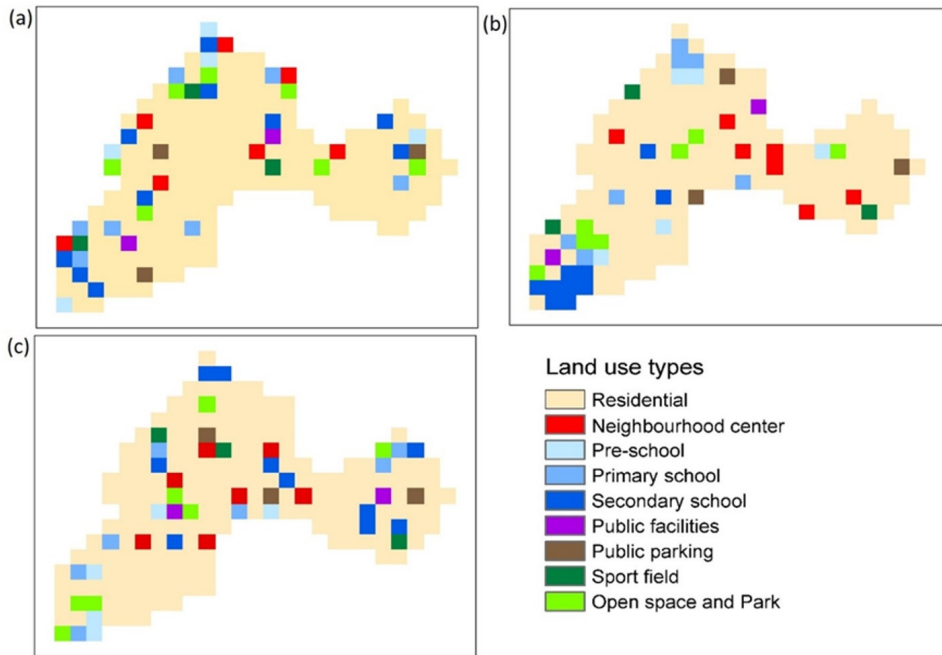 (a)
(b)
(c)
Land use types
Residential
Neighbourhood center
Pre-school
Primary school
Secondary school
Public facilities
Public parking
Sport field
Open space and Park